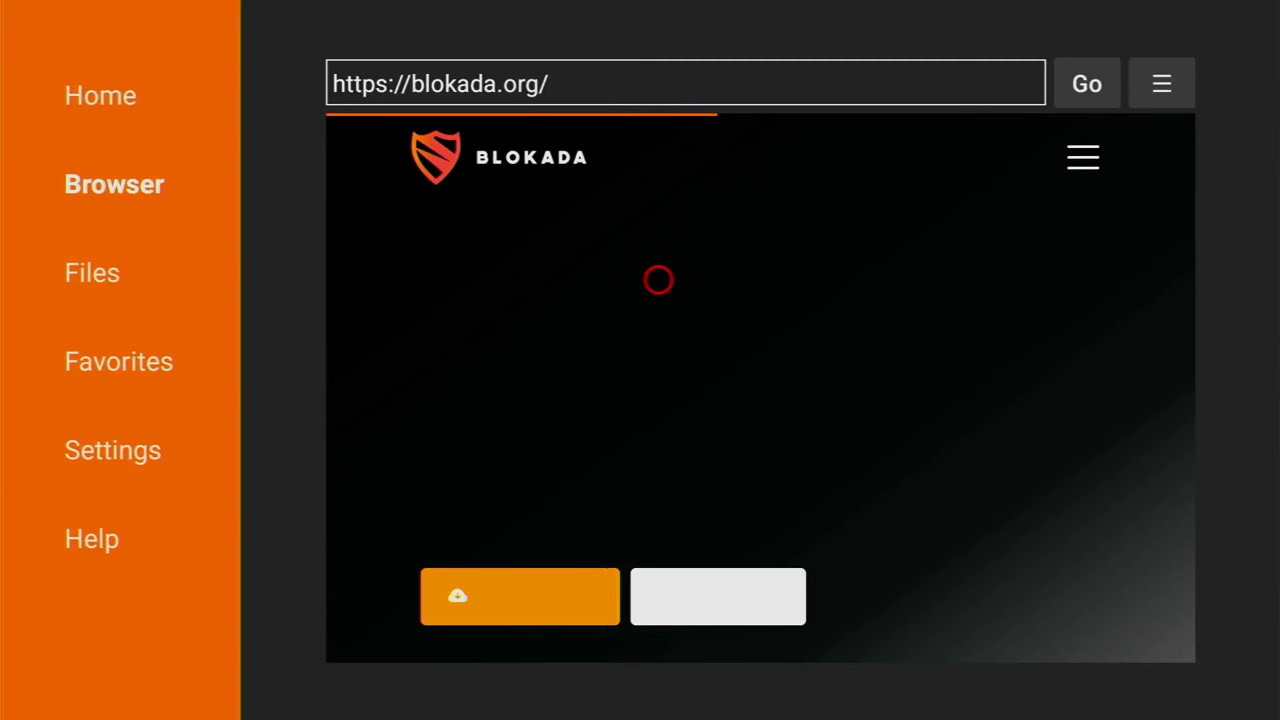 Home
Browser
Files
Favorites
Settings
Help
https://blokada.org/
Go
BLOKADA